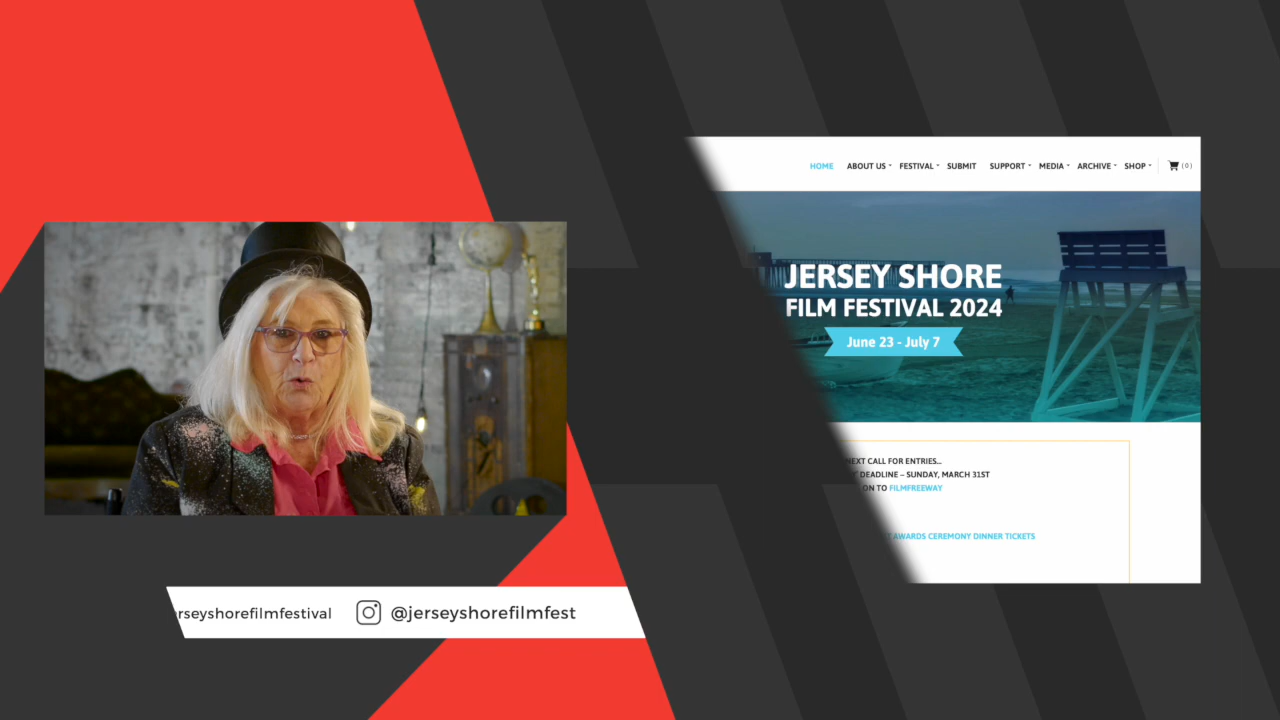 HOME ABOUT US FESTIVAL SUBMIT SUPPORT MEDIA ARCHIVE SHOP (0)
JERSEY SHORE
FILM FESTIVAL 2024
June 23 - July 7
NEXT CALL FOR ENTRIES...
DEADLINE – SUNDAY, MARCH 31ST
ON TO FILMFREEWAY
AWARDS CEREMONY DINNER TICKETS
erseyshorefilmfestival @jerseyshorefilmfest